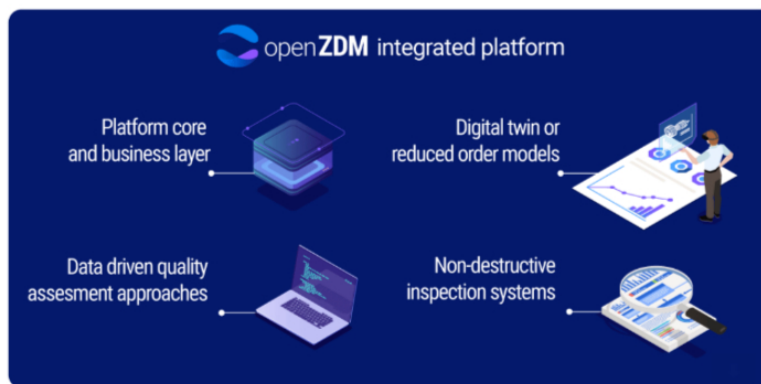 openZDM integrated platform
Platform core
and business layer
Digital twin or
reduced order models
Data driven quality
assesment approaches
Non-destructive
inspection systems